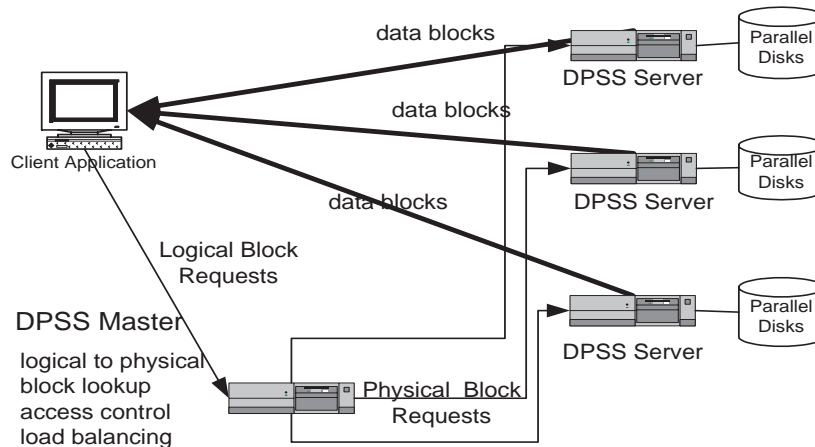 data blocks
Parallel
Disks
DPSS Server
Client Application
data blocks
Parallel
Disks
DPSS Server
data blocks
Logical Block
Requests
Parallel
Disks
DPSS Server
DPSS Master
logical to physical
block lookup
access control
load balancing
Physical Block
Requests